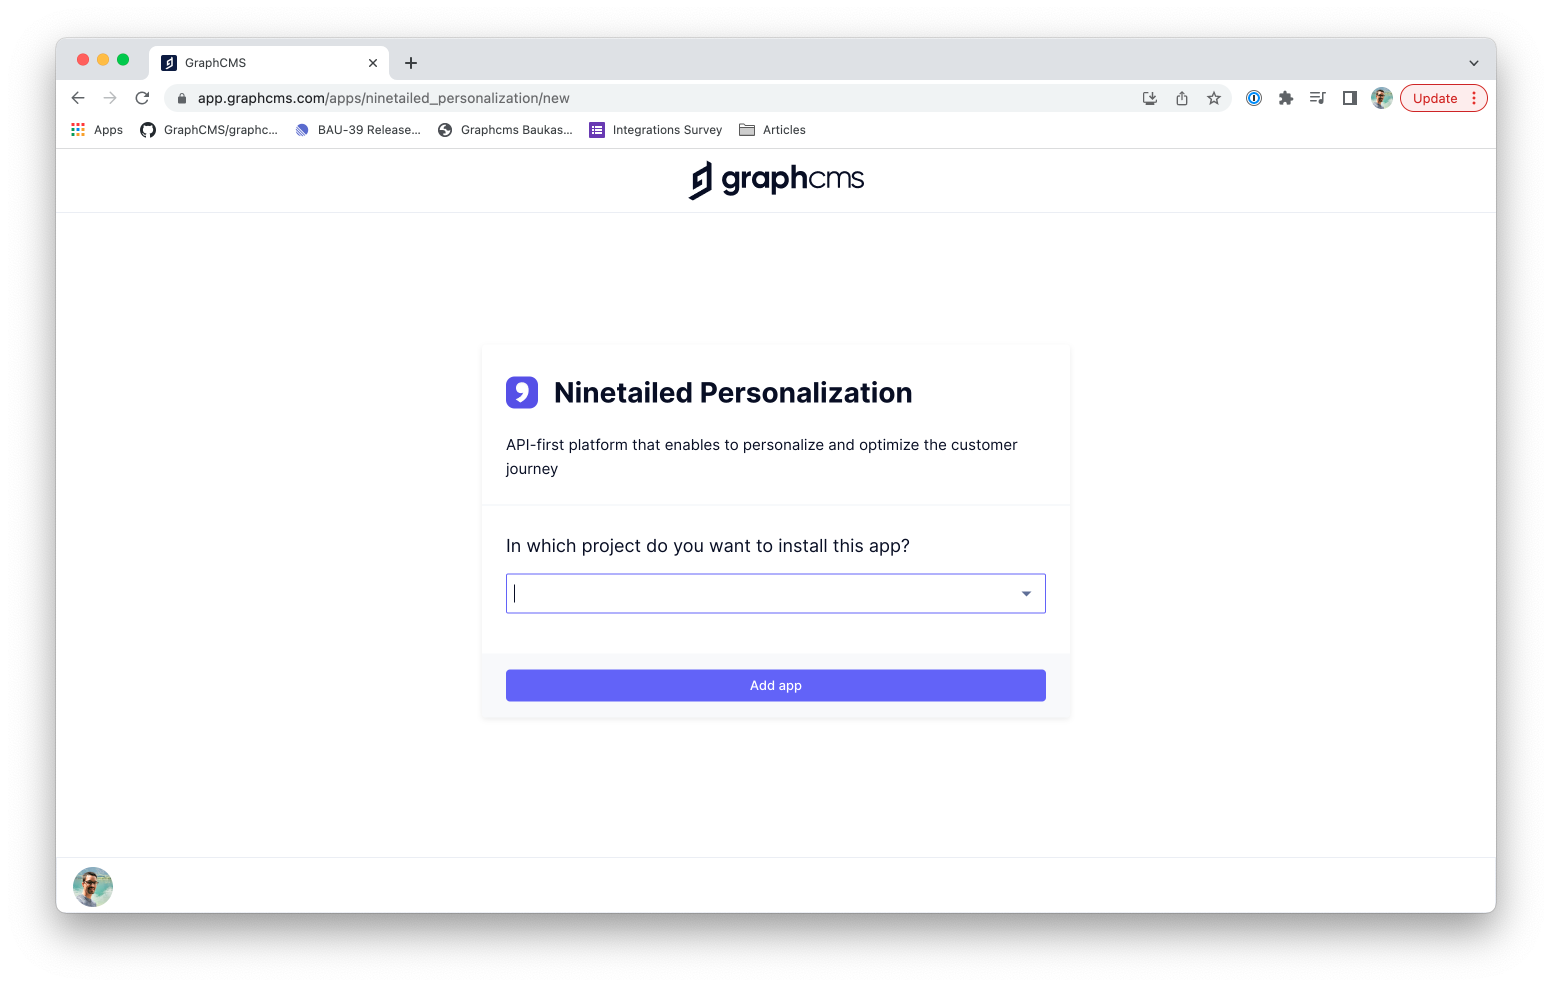 GraphCMS
app.graphcms.com/apps/ninetailed_personalization/new
Update
Apps
GraphCMS/graphc...
BAU-39 Release...
Graphcms Baukas...
Integrations Survey
Articles
graphcms
Ninetailed Personalization
API-first platform that enables to personalize and optimize the customer
journey
In which project do you want to install this app?
Add app